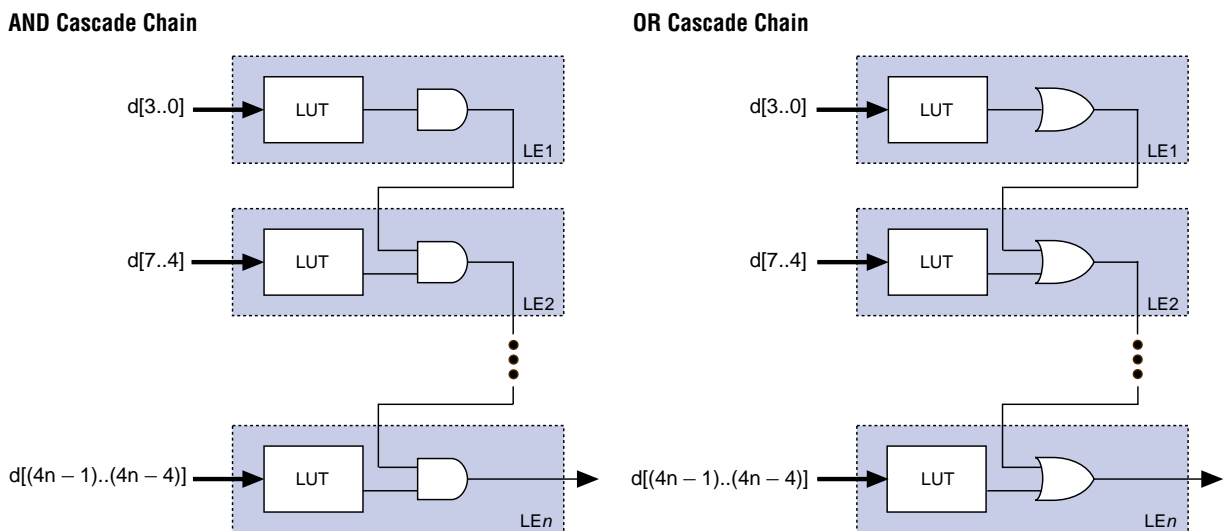 AND Cascade Chain
d[3..0]
LUT
LE1
d[7..4]
LUT
LE2
d[(4n – 1)..(4n – 4)]
LUT
LEn
OR Cascade Chain
d[3..0]
LUT
LE1
d[7..4]
LUT
LE2
d[(4n – 1)..(4n – 4)]
LUT
LEn